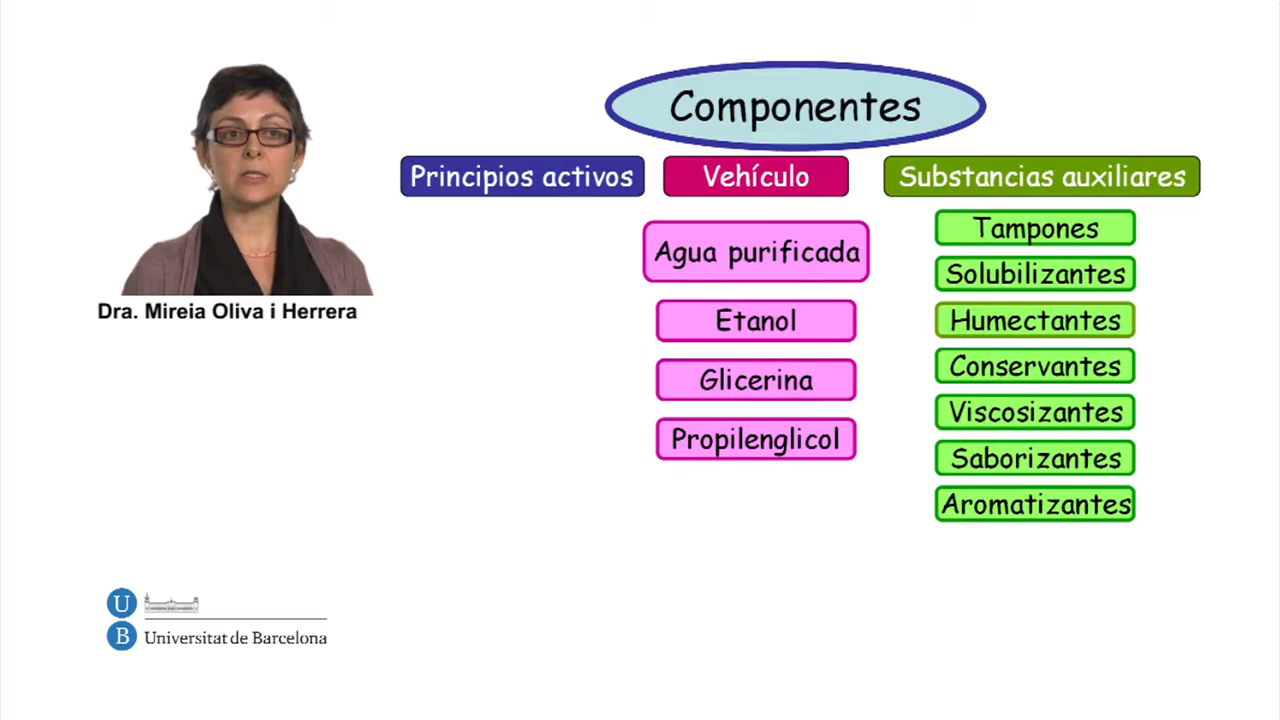 Componentes
Principios activos
Vehículo
Substancias auxiliares
Agua purificada
Etanol
Glicerina
Propilenglicol
Tampones
Solubilizantes
Humectantes
Conservantes
Viscosizantes
Saborizantes
Aromatizantes
Dra. Mireia Oliva i Herrera
U
B Universitat de Barcelona